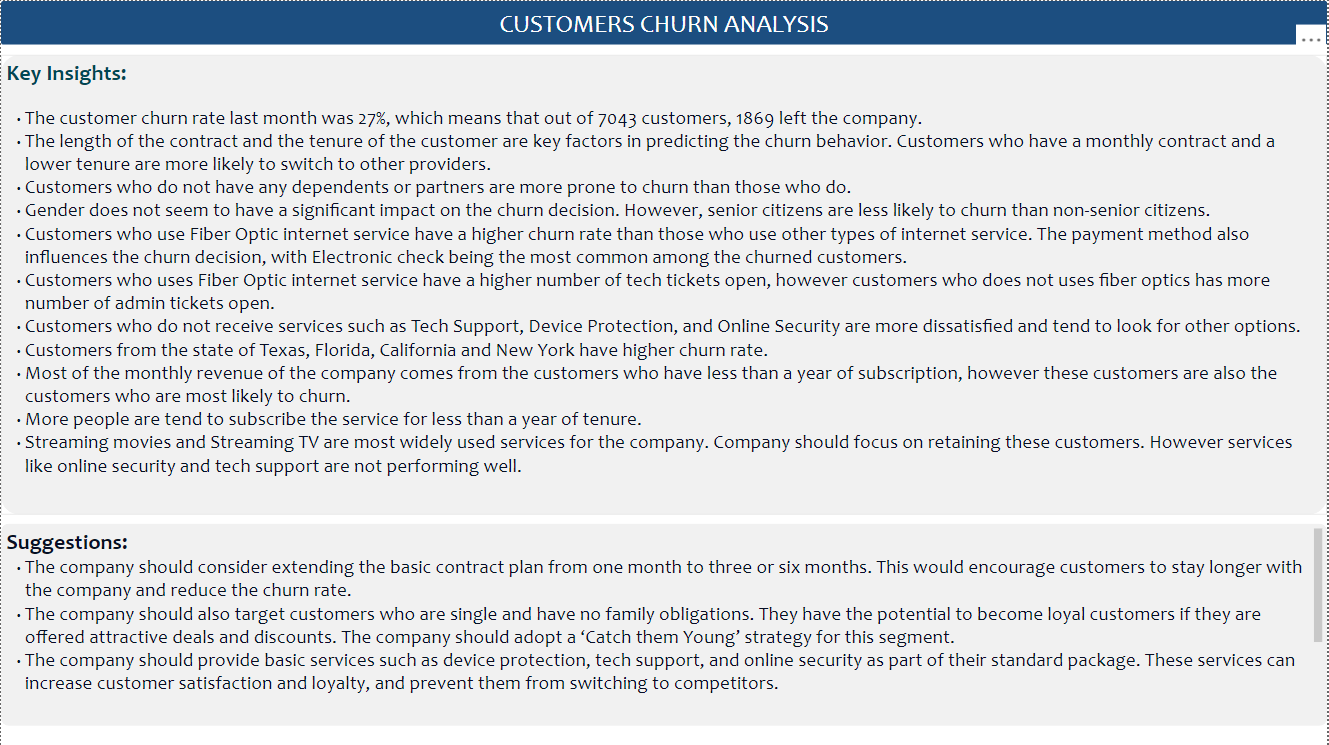 CUSTOMERS CHURN ANALYSIS
...
Key Insights:
• The customer churn rate last month was 27%, which means that out of 7043 customers, 1869 left the company.
• The length of the contract and the tenure of the customer are key factors in predicting the churn behavior. Customers who have a monthly contract and a
lower tenure are more likely to switch to other providers.
• Customers who do not have any dependents or partners are more prone to churn than those who do.
• Gender does not seem to have a significant impact on the churn decision. However, senior citizens are less likely to churn than non-senior citizens.
• Customers who use Fiber Optic internet service have a higher churn rate than those who use other types of internet service. The payment method also
influences the churn decision, with Electronic check being the most common among the churned customers.
• Customers who uses Fiber Optic internet service have a higher number of tech tickets open, however customers who does not uses fiber optics has more
number of admin tickets open.
• Customers who do not receive services such as Tech Support, Device Protection, and Online Security are more dissatisfied and tend to look for other options.
• Customers from the state of Texas, Florida, California and New York have higher churn rate.
• Most of the monthly revenue of the company comes from the customers who have less than a year of subscription, however these customers are also the
customers who are most likely to churn.
• More people are tend to subscribe the service for less than a year of tenure.
• Streaming movies and Streaming TV are most widely used services for the company. Company should focus on retaining these customers. However services
like online security and tech support are not performing well.
Suggestions:
• The company should consider extending the basic contract plan from one month to three or six months. This would encourage customers to stay longer with
the company and reduce the churn rate.
• The company should also target customers who are single and have no family obligations. They have the potential to become loyal customers if they are
offered attractive deals and discounts. The company should adopt a ‘Catch them Young’ strategy for this segment.
• The company should provide basic services such as device protection, tech support, and online security as part of their standard package. These services can
increase customer satisfaction and loyalty, and prevent them from switching to competitors.